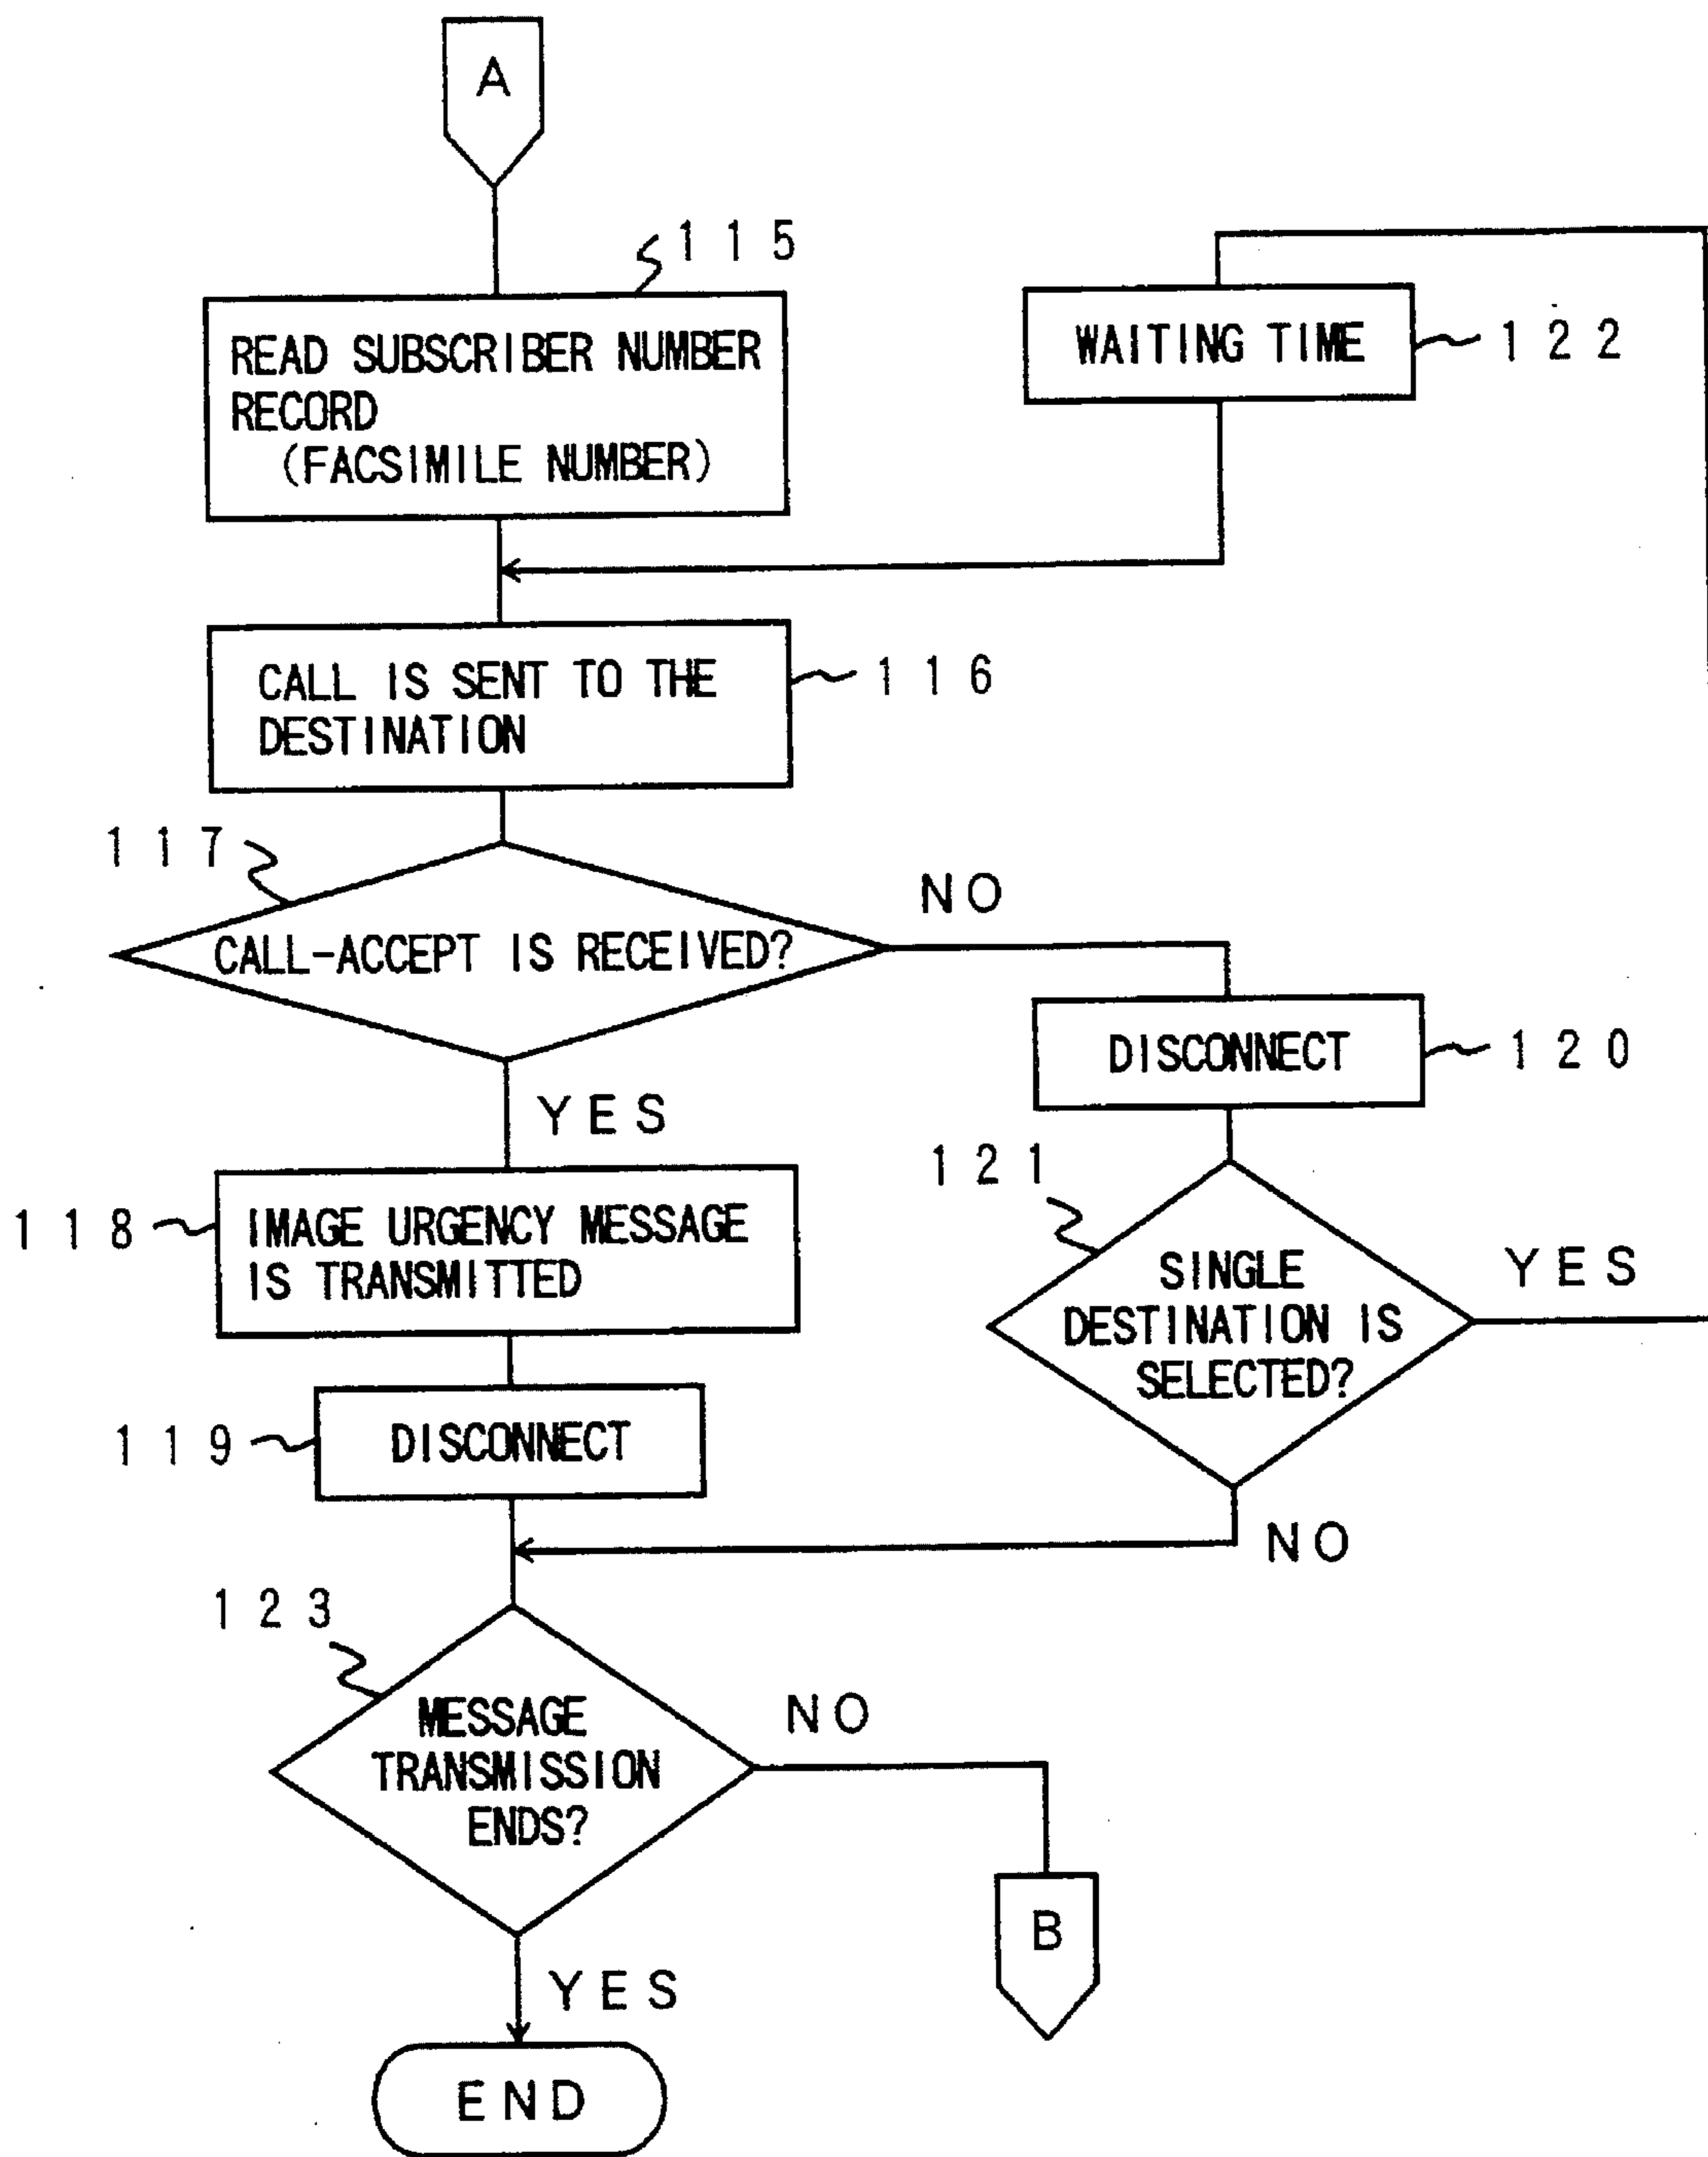 A
115
READ SUBSCRIBER NUMBER
RECORD
(FACSIMILE NUMBER)
WAITING TIME
122
CALL IS SENT TO THE
DESTINATION
116
117
CALL-ACCEPT IS RECEIVED?
NO
DISCONNECT
120
YES
121
118
IMAGE URGENCY MESSAGE
IS TRANSMITTED
SINGLE
DESTINATION IS
SELECTED?
YES
119
DISCONNECT
NO
123
MESSAGE
TRANSMISSION
ENDS?
NO
B
YES
END